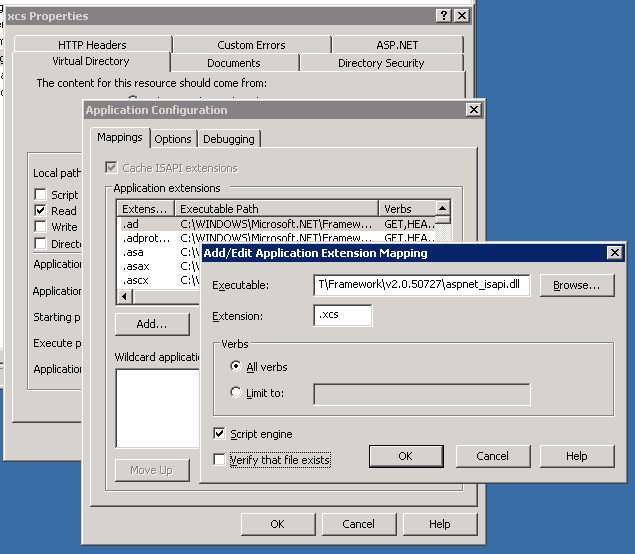 xcs Properties
HTTP Headers Custom Errors ASP.NET
Virtual Directory Documents Directory Security
The content for this resource should come from:
Application Configuration
Mappings Options Debugging
Cache ISAPI extensions
Application extensions
Local path
Script
Read
Write
Directo
Application
Application
Starting p
Execute p
Application
Extens... Executable Path Verbs
.ad C:\WINDOWS\Microsoft.NET\Framew... GET,HEA...
.adprot... C:\WINDOWS\Microsoft.NET\Framew... GET,HEA...
.asa
.asax
.ascx
Add...
Wildcard applicatio
Move Up
OK Cancel Help
Add/Edit Application Extension Mapping
Executable: T\Framework\v2.0.50727\aspnet_isapi.dll Browse...
Extension: .xcs
Verbs
All verbs
Limit to:
Script engine
Verify that file exists
OK Cancel Help